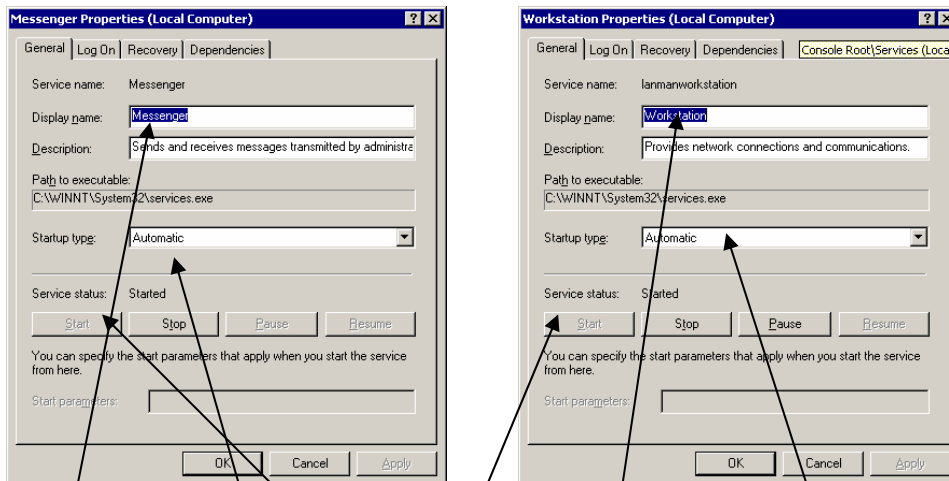 Messenger Properties (Local Computer)
General Log On Recovery Dependencies
Service name: Messenger
Display name: Messenger
Description: Sends and receives messages transmitted by administra
Path to executable:
C:\WINNT\System32\services.exe
Startup type: Automatic
Service status: Started
Start Stop Pause Resume
You can specify the start parameters that apply when you start the service
from here.
Start parameters:
OK Cancel Apply
Workstation Properties (Local Computer)
General Log On Recovery Dependencies Console Root\Services (Loca
Service name: lanmanworkstation
Display name: Workstation
Description: Provides network connections and communications.
Path to executable:
C:\WINNT\System32\services.exe
Startup type: Automatic
Service status: Started
Start Stop Pause Resume
You can specify the start parameters that apply when you start the service
from here.
Start parameters:
OK Cancel Apply